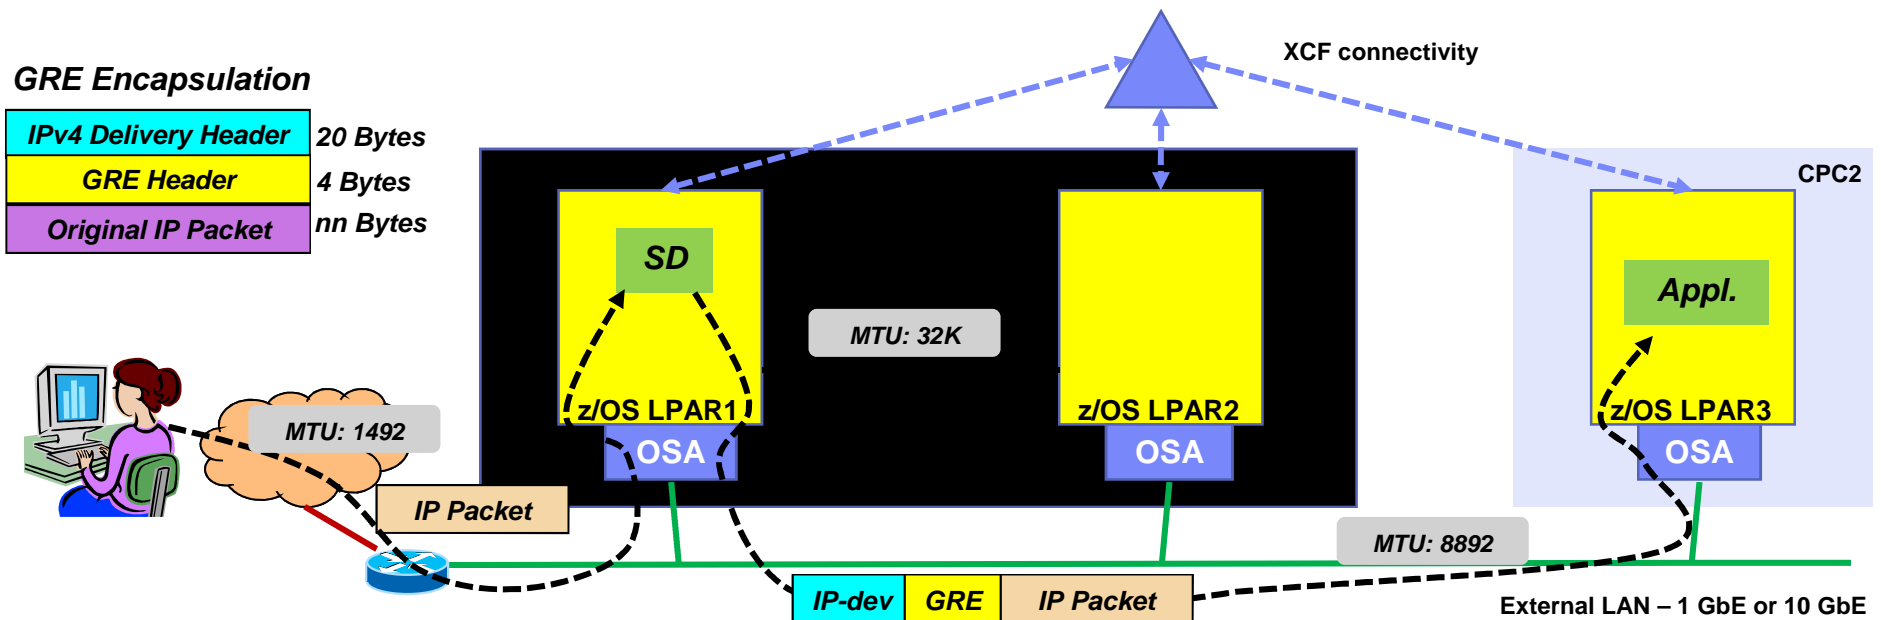 XCF connectivity
GRE Encapsulation
IPv4 Delivery Header 20 Bytes
GRE Header 4 Bytes
Original IP Packet nn Bytes
CPC2
SD
Appl.
MTU: 32K
MTU: 1492
z/OS LPAR1
z/OS LPAR2
z/OS LPAR3
OSA
OSA
OSA
IP Packet
MTU: 8892
IP-dev GRE IP Packet
External LAN – 1 GbE or 10 GbE